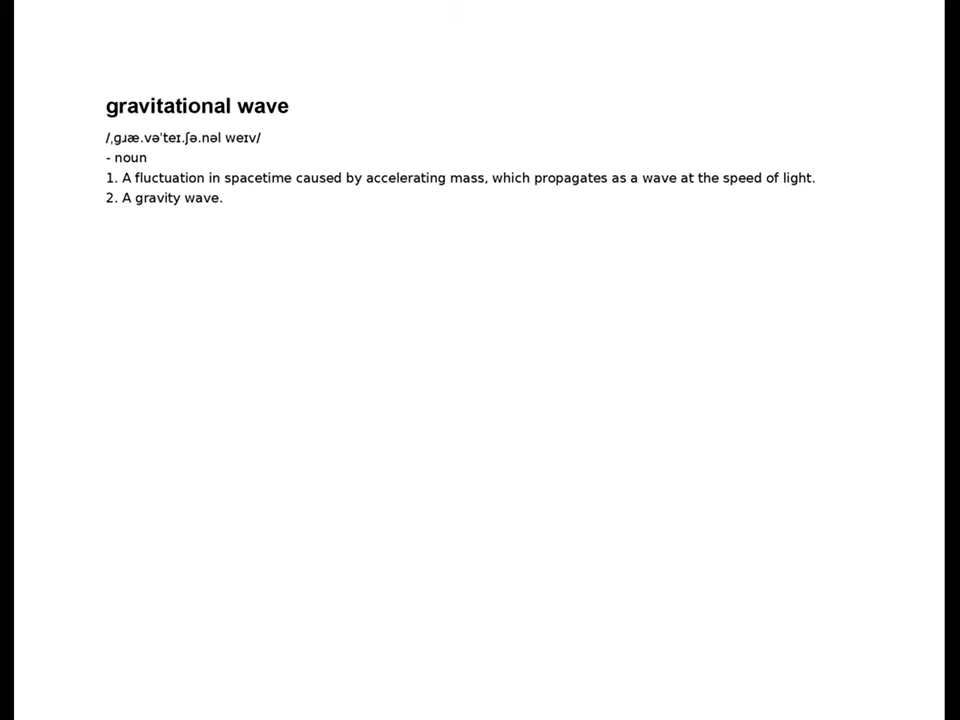 gravitational wave
/ˌɡɹæ.vəˈteɪ.ʃə.nəl weɪv/
- noun
1. A fluctuation in spacetime caused by accelerating mass, which propagates as a wave at the speed of light.
2. A gravity wave.